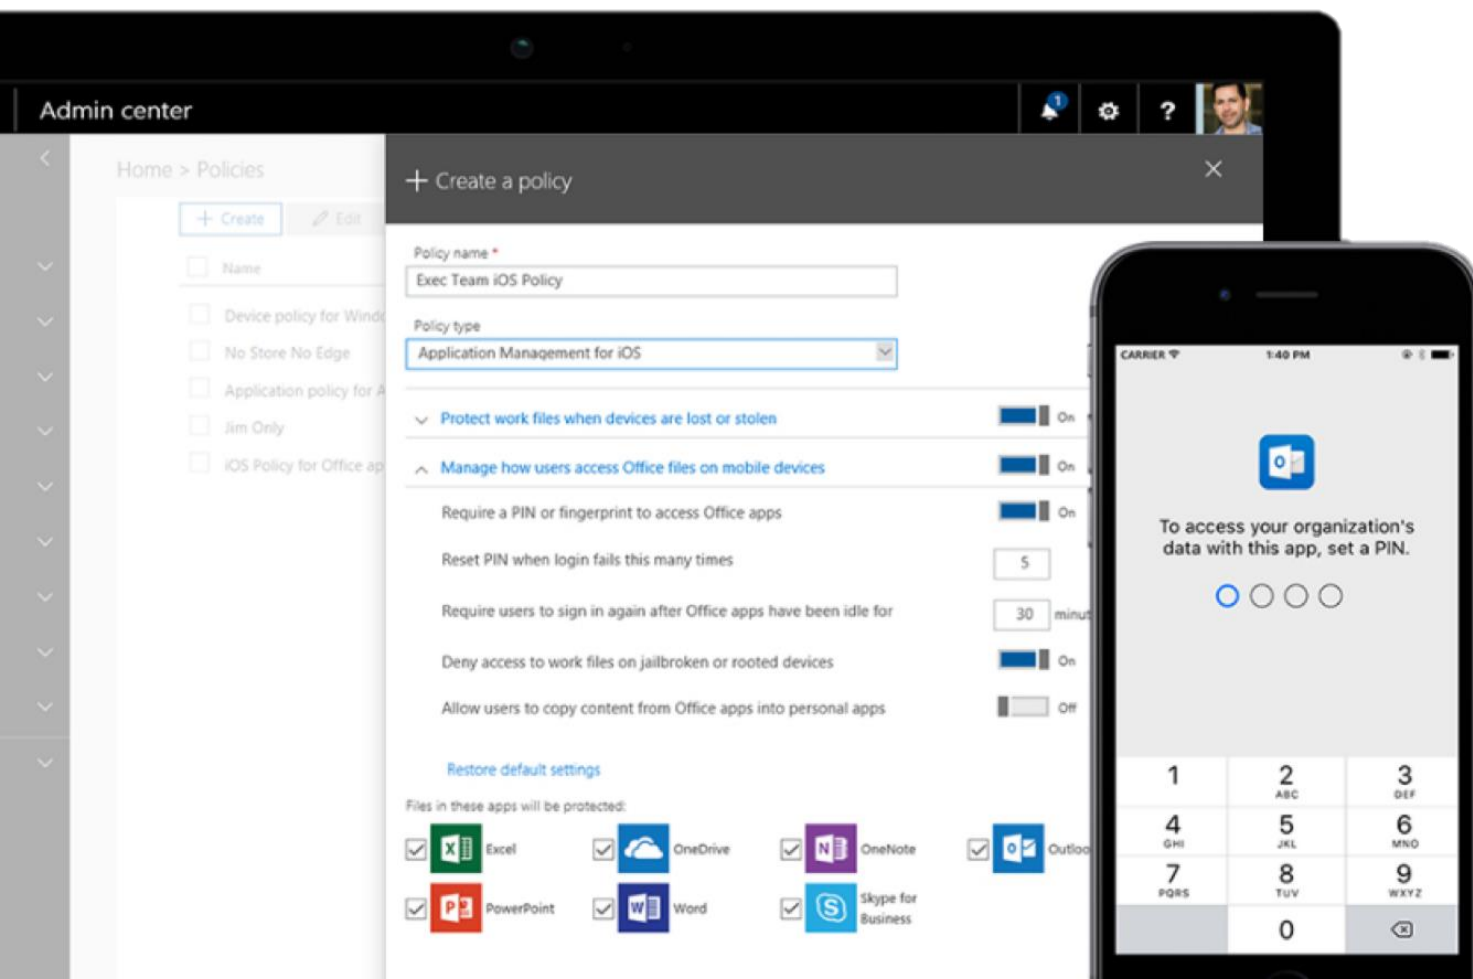 Admin center
1
?
Home > Policies
+ Create
Edit
Name
Device policy for Windo
No Store No Edge
Application policy for A
Jim Only
iOS Policy for Office ap
+ Create a policy
Policy name *
Exec Team iOS Policy
Policy type
Application Management for iOS
Protect work files when devices are lost or stolen
On
Manage how users access Office files on mobile devices
On
Require a PIN or fingerprint to access Office apps
On
Reset PIN when login fails this many times
5
Require users to sign in again after Office apps have been idle for
30 minut
Deny access to work files on jailbroken or rooted devices
On
Allow users to copy content from Office apps into personal apps
Off
Restore default settings
Files in these apps will be protected:
Excel
OneDrive
OneNote
Outloo
PowerPoint
Word
Skype for
Business
CARRIER
1:40 PM
To access your organization's
data with this app, set a PIN.
1
2
ABC
3
DEF
4
GHI
5
JKL
6
MNO
7
PQRS
8
TUV
9
WXYZ
0